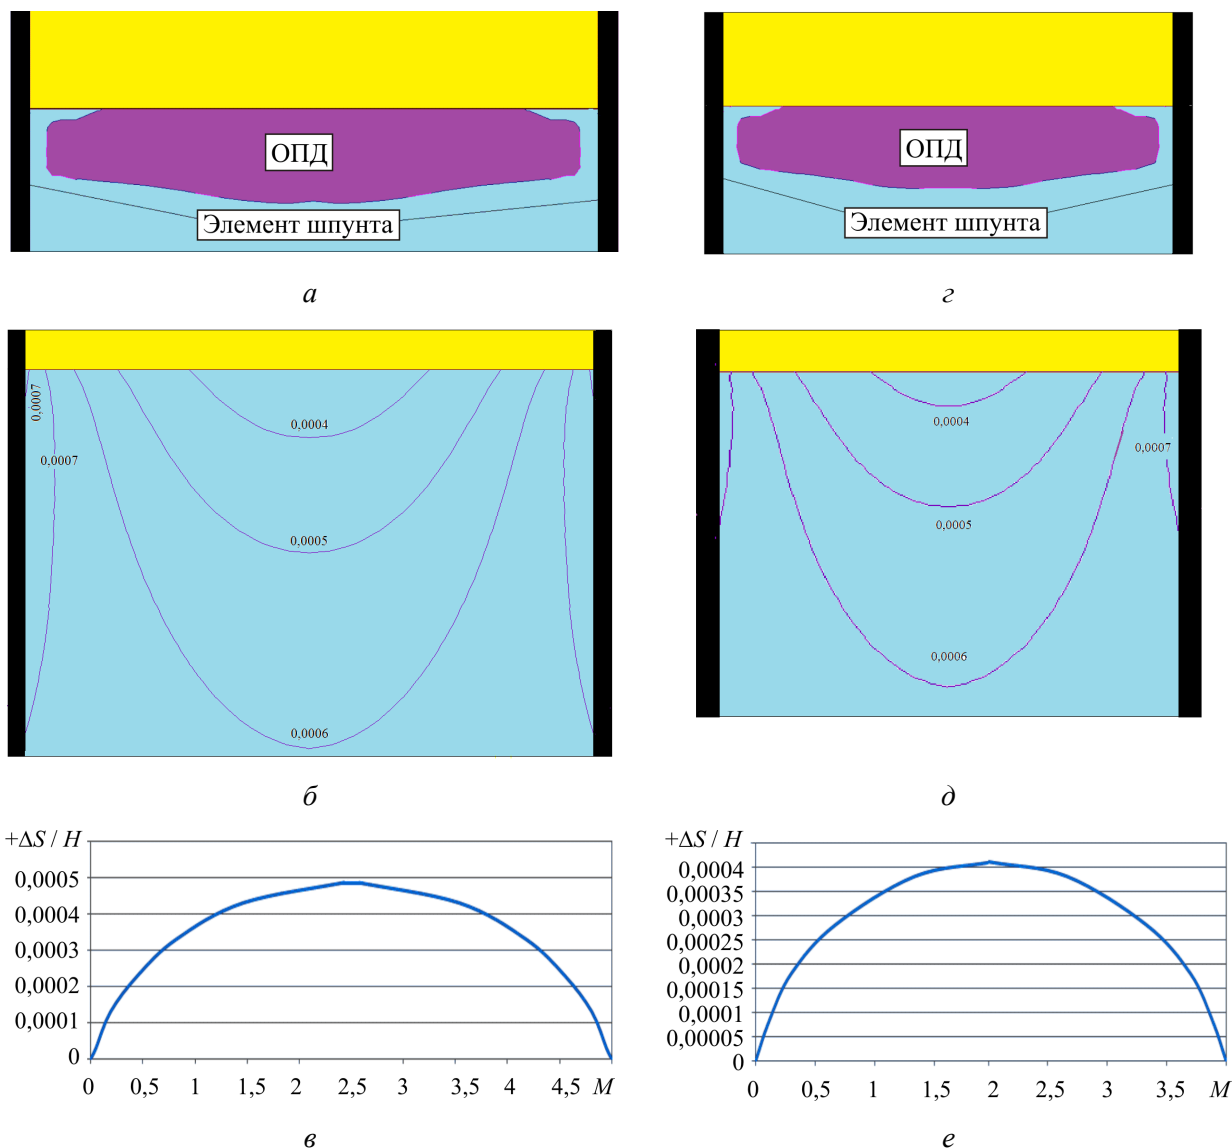 ОПД
Элемент шпунта
а
ОПД
Элемент шпунта
г
0,0007
0,0007
0,0004
0,0005
0,0006
б
0,0004
0,0007
0,0005
0,0006
д
+ΔS / H
0,0005
0,0004
0,0003
0,0002
0,0001
0
0 0,5 1 1,5 2 2,5 3 3,5 4 4,5 М
в
+ΔS / H
0,0004
0,00035
0,0003
0,00025
0,0002
0,00015
0,0001
0,00005
0
0 0,5 1 1,5 2 2,5 3 3,5 М
е